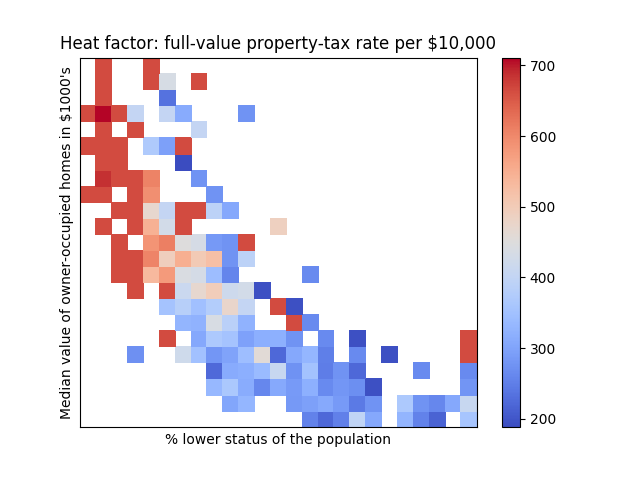 Heat factor: full-value property-tax rate per $10,000
Median value of owner-occupied homes in $1000's
% lower status of the population
700
600
500
400
300
200